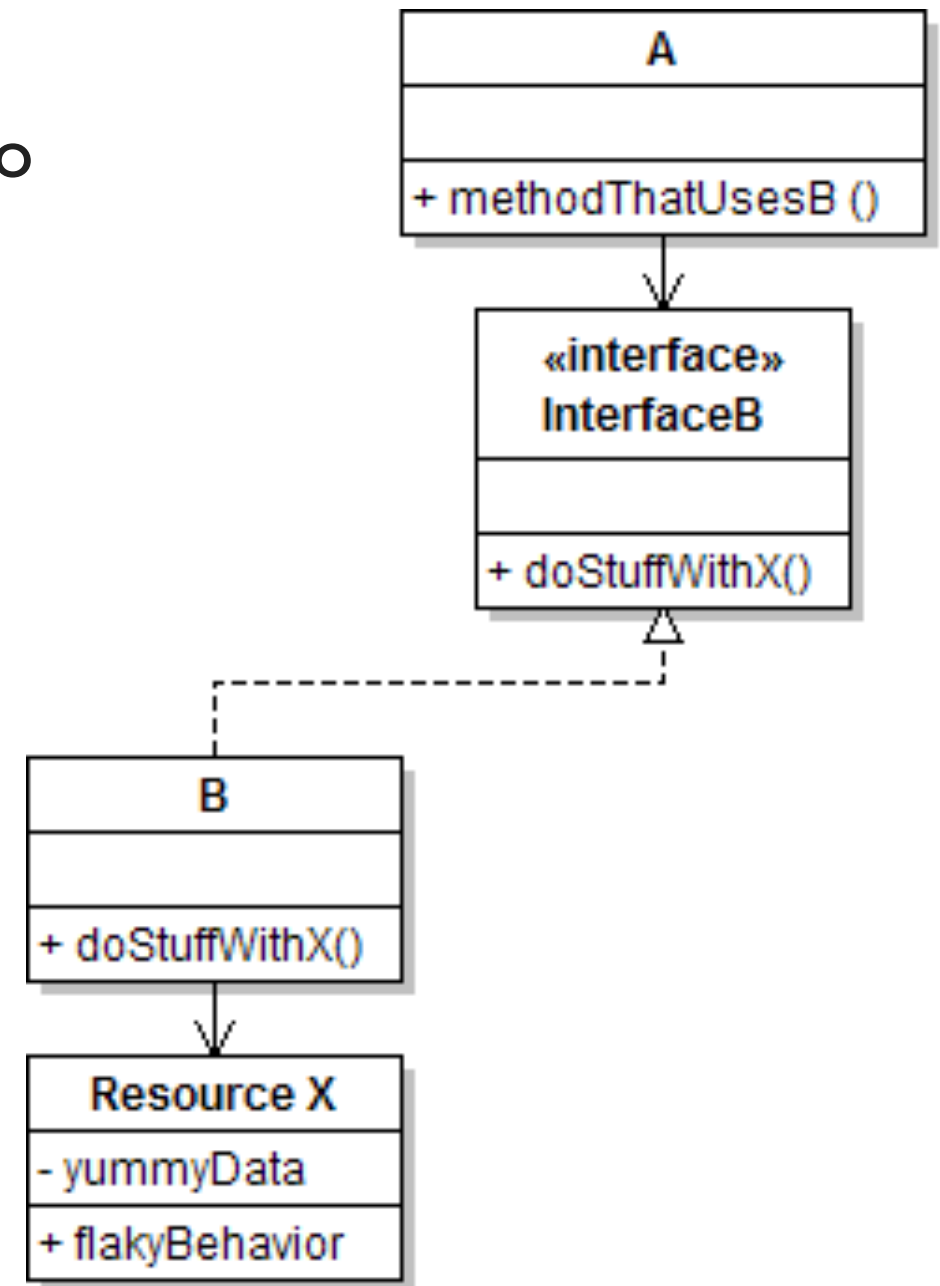 o
A
+ methodThatUsesB ()
«interface»
InterfaceB
+ doStuffWithX()
B
+ doStuffWithX()
Resource X
- yummyData
+ flakyBehavior